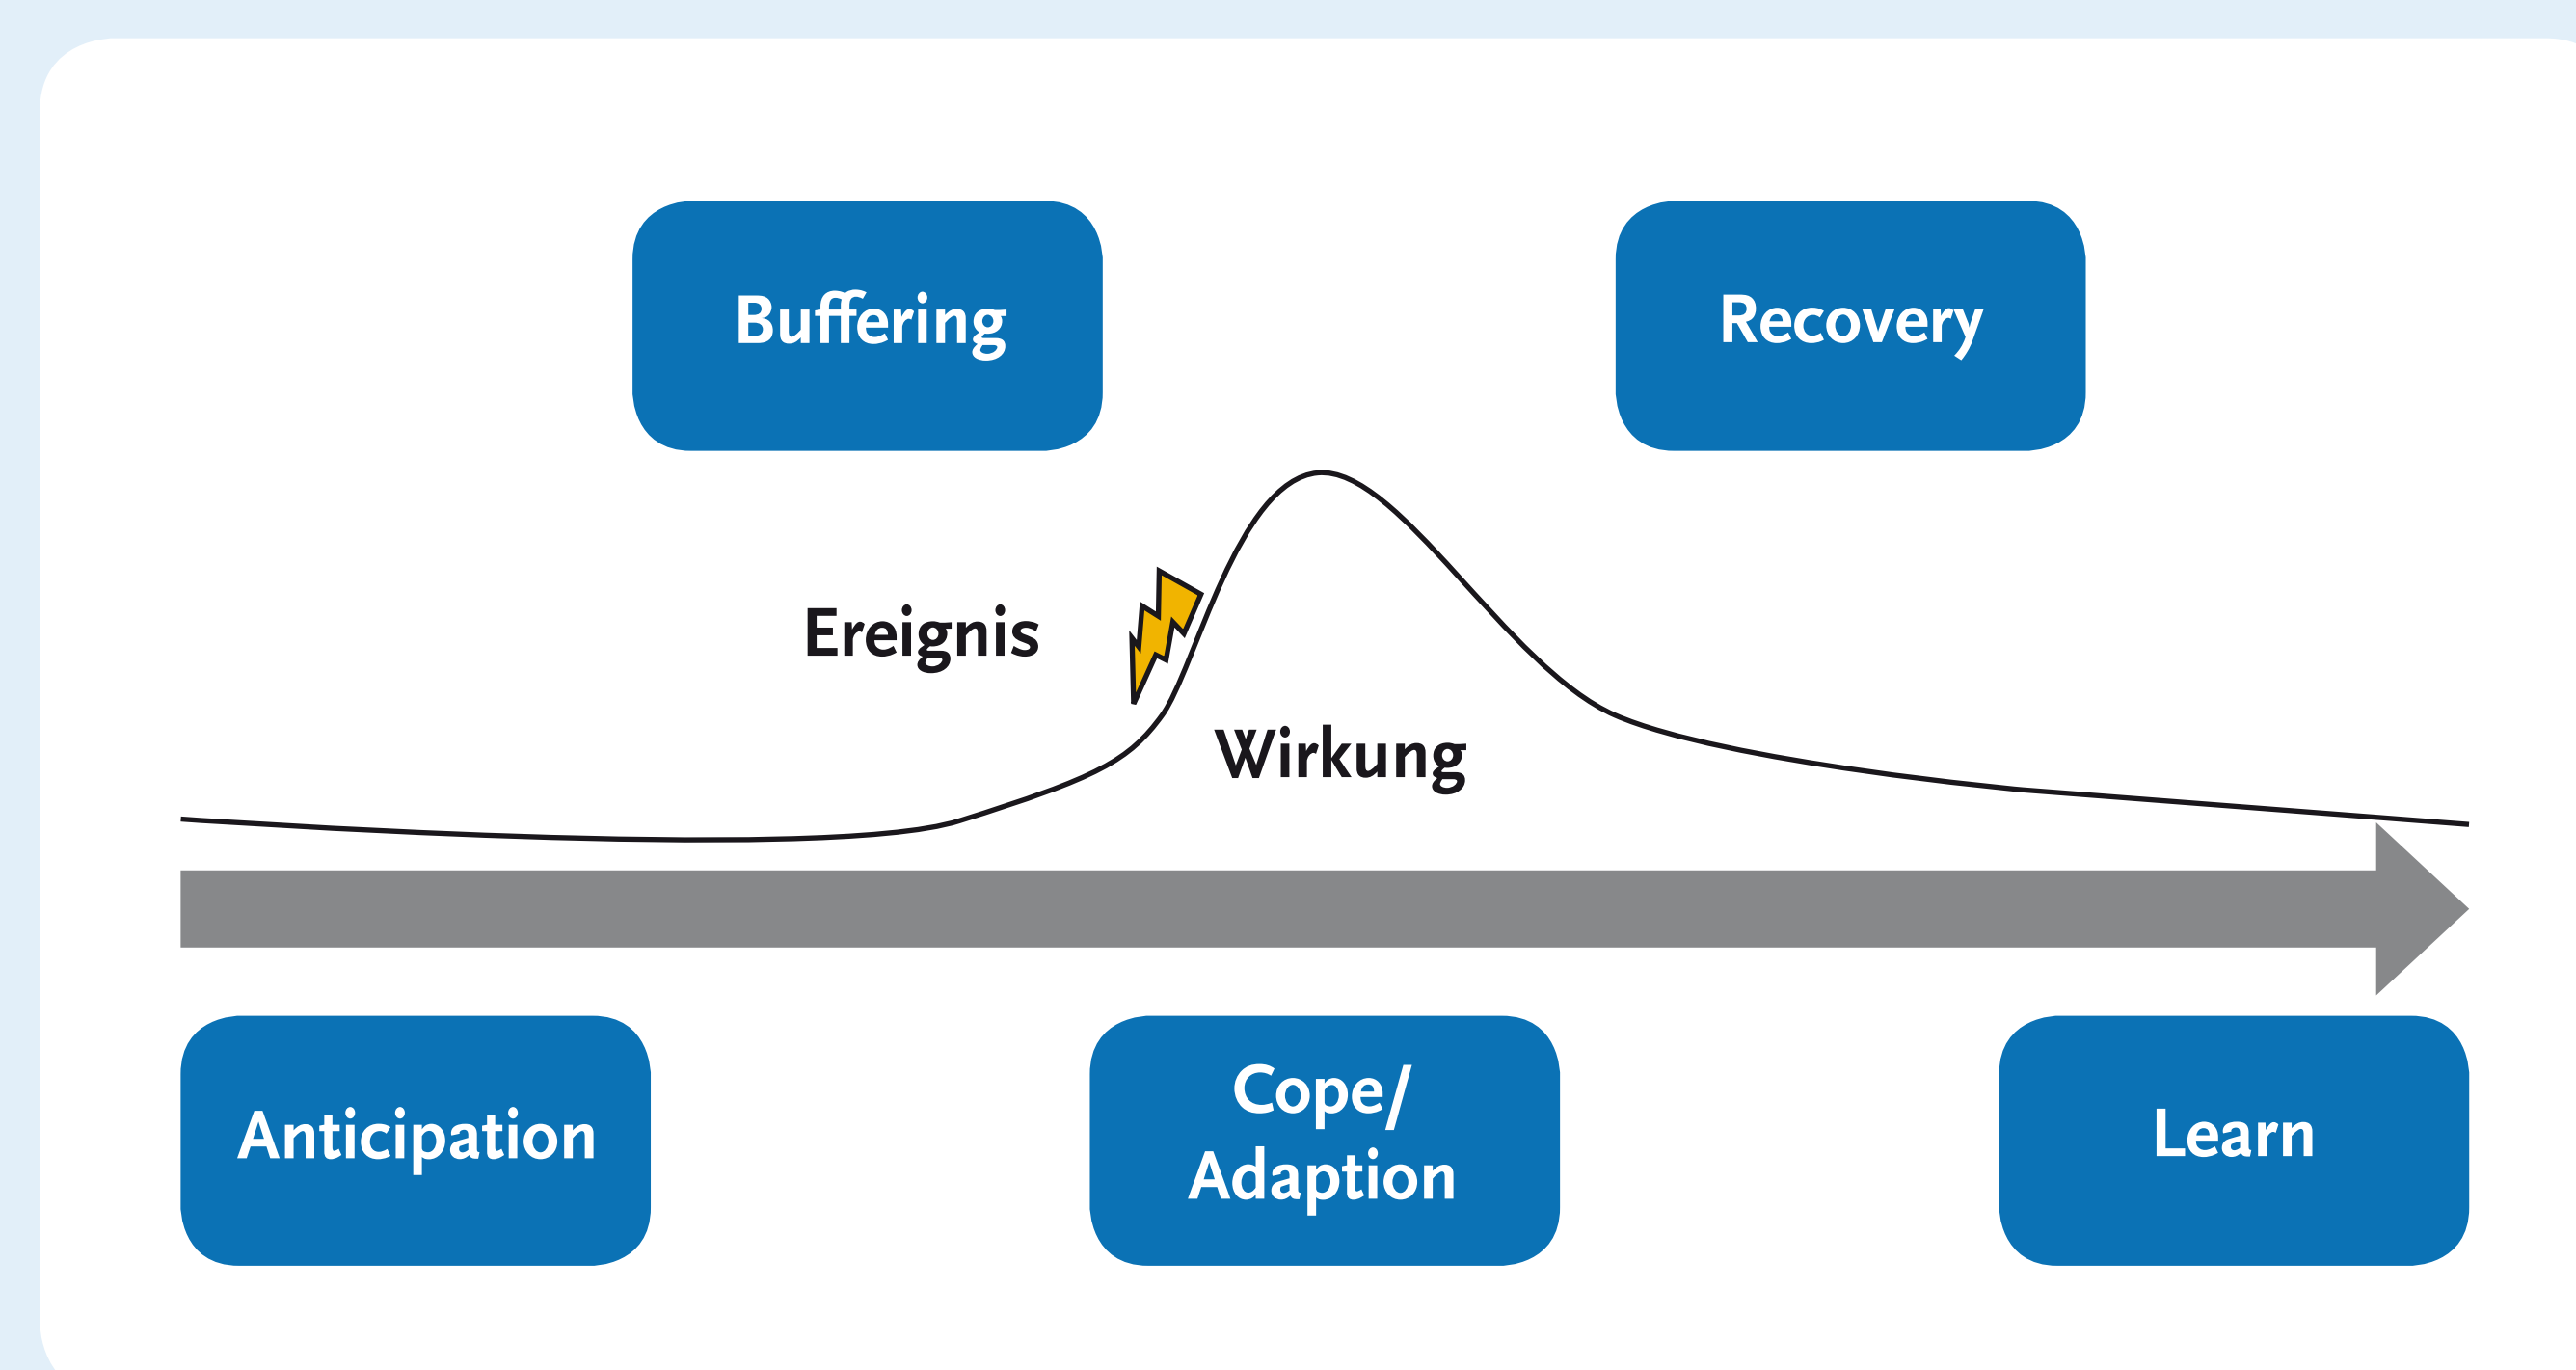 Buffering
Recovery
Ereignis
Wirkung
Anticipation
Cope/
Adaption
Learn